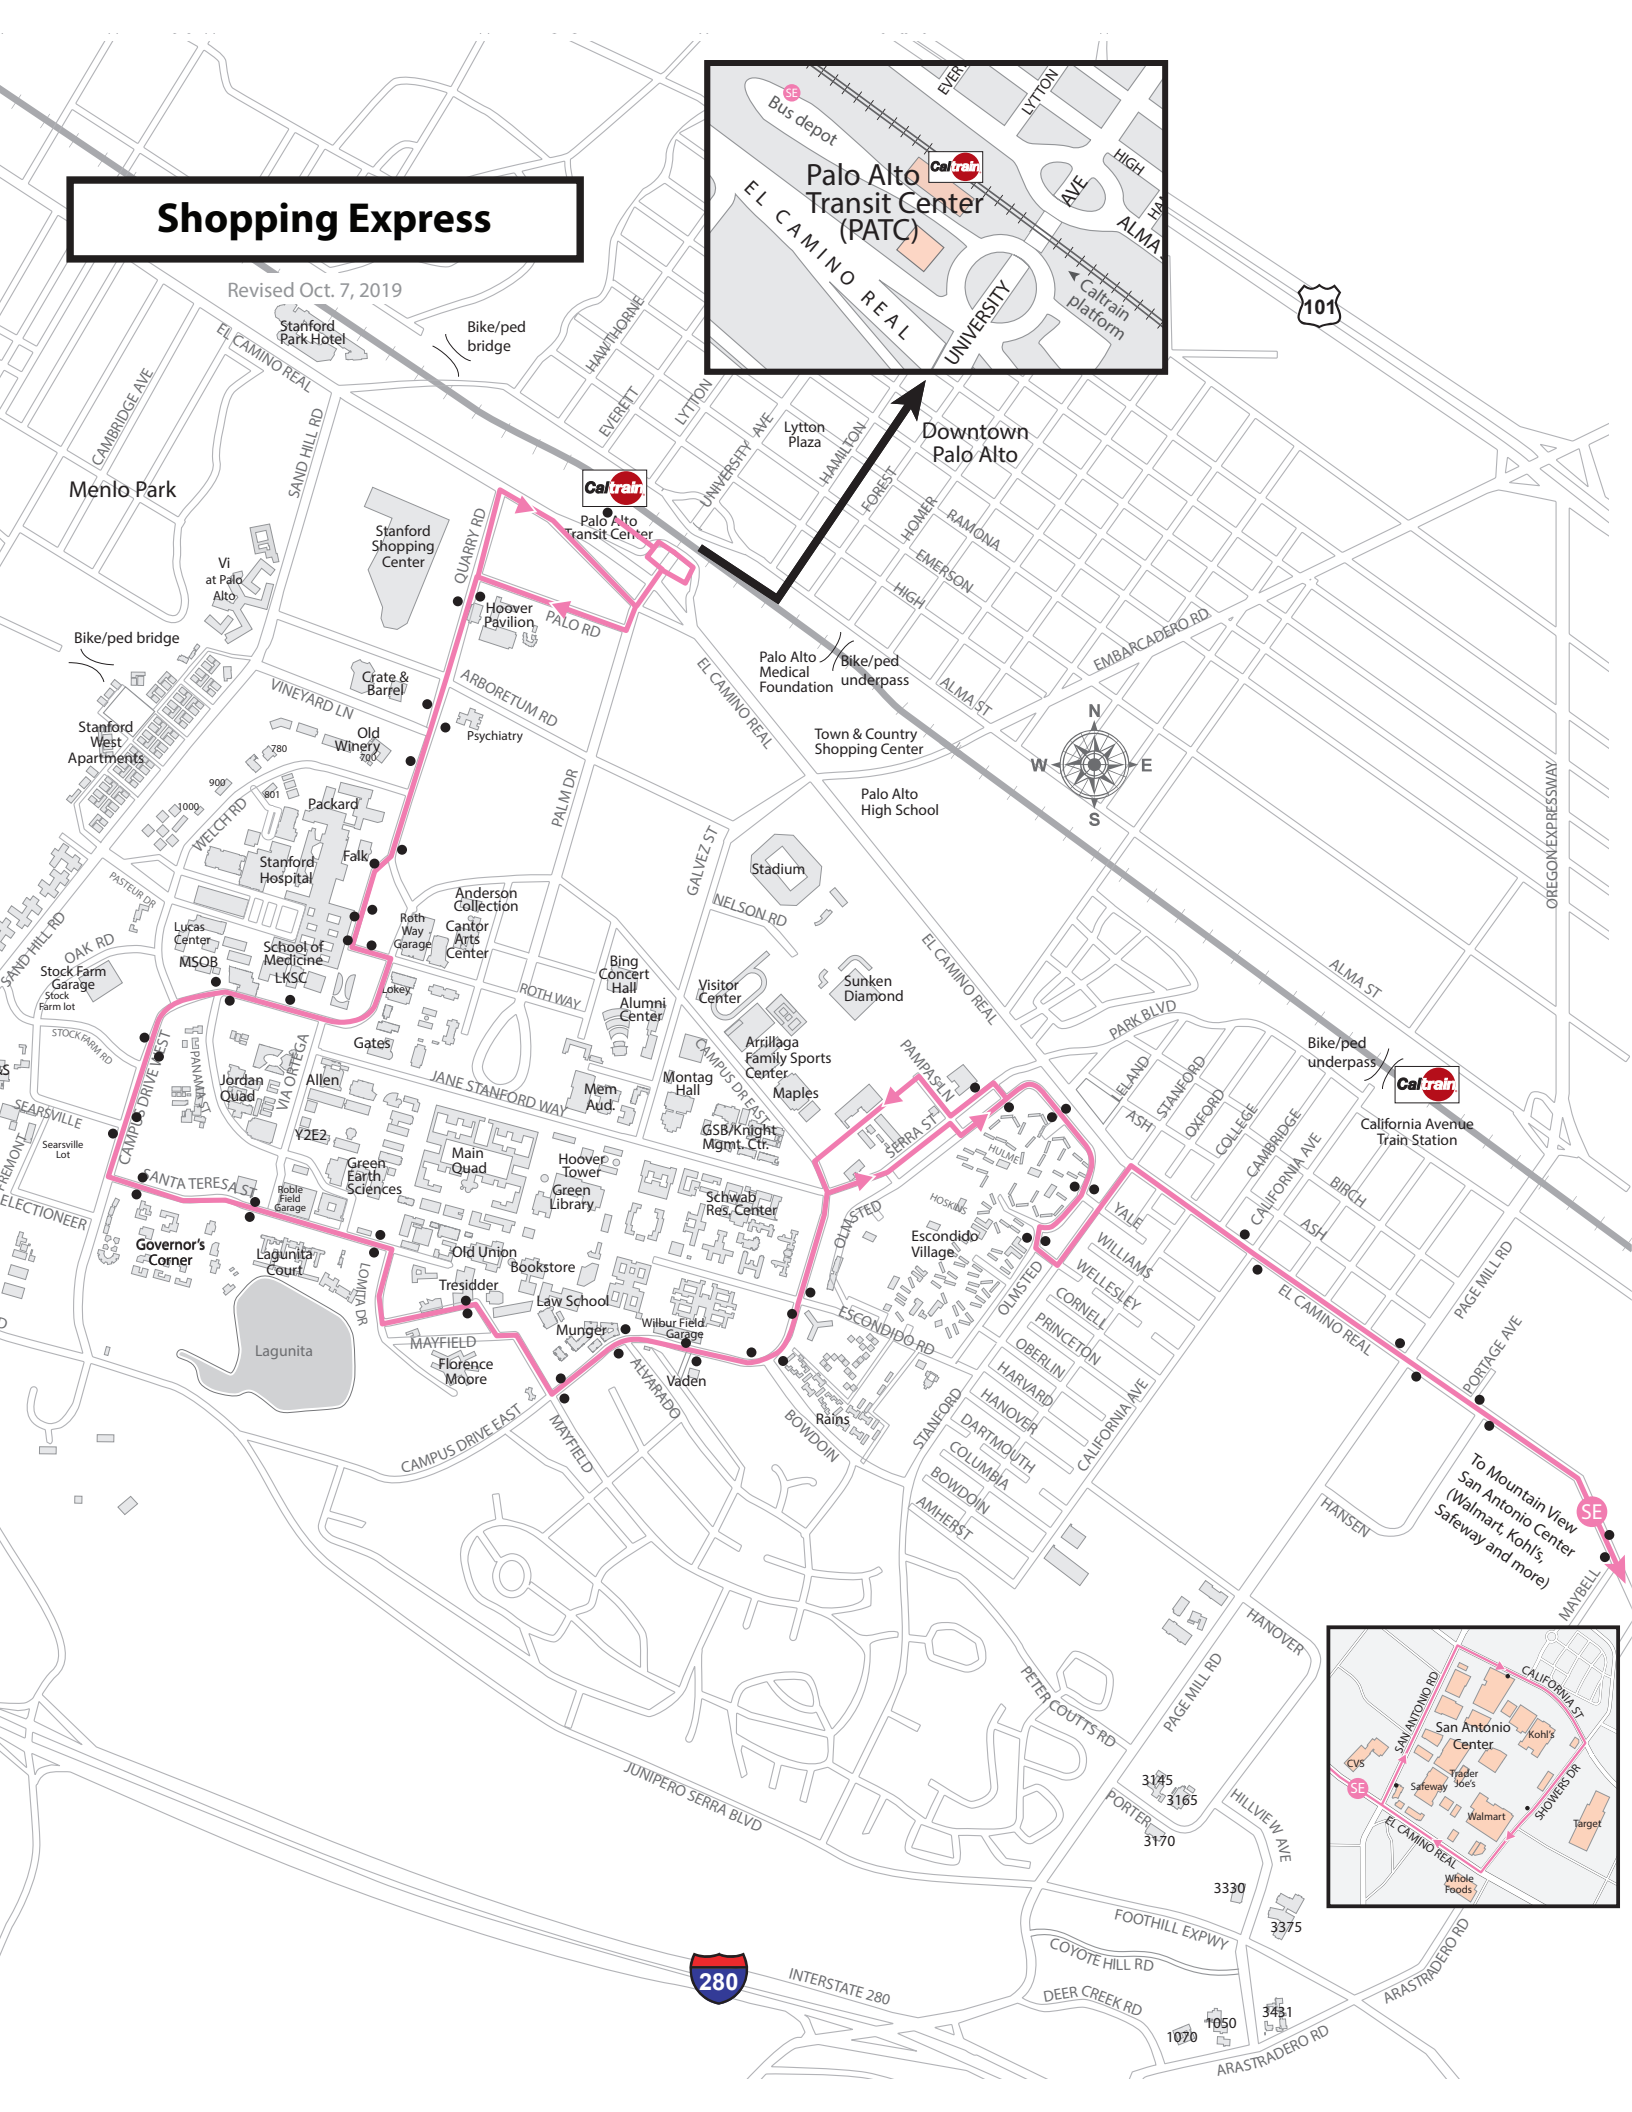 Shopping Express
Revised Oct. 7, 2019
SE
Bus depot
Palo Alto
Transit Center
(PATC)
Caltrain
EL CAMINO REAL
UNIVERSITY
AVE
LYTTON
HIGH
ALMA
Caltrain
platform
101
Stanford
Park Hotel
Bike/ped
bridge
EL CAMINO REAL
CAMBRIDGE AVE
SAND HILL RD
Menlo Park
HAWTHORNE
EVERETT
LYTTON
UNIVERSITY AVE
Lytton
Plaza
HAMILTON
FOREST
HOMER
RAMONA
EMERSON
HIGH
Downtown
Palo Alto
Caltrain
Palo Alto
Transit Center
Stanford
Shopping
Center
QUARRY RD
Vi
at Palo
Alto
Hoover
Pavilion
PALO RD
Bike/ped bridge
EMBARCADERO RD
Palo Alto
Medical
Foundation
Bike/ped
underpass
ALMA ST
EL CAMINO REAL
Crate &
Barrel
ARBORETUM RD
VINEYARD LN
Psychiatry
Old
Winery
700
780
Stanford
West
Apartments
Town & Country
Shopping Center
N
W
E
S
900
801
1000
WELCH RD
Packard
PALM DR
Palo Alto
High School
OREGON EXPRESSWAY
Falk
Stanford
Hospital
GALVEZ ST
Stadium
PASTEUR DR
Anderson
Collection
Roth
Way
Garage
Cantor
Arts
Center
NELSON RD
SAND HILL RD
OAK RD
Lucas
Center
MSOB
School of
Medicine
LKSC
Lokey
EL CAMINO REAL
Stock Farm
Garage
Stock
Farm lot
STOCK FARM RD
ROTH WAY
Bing
Concert
Hall
Alumni
Center
Visitor
Center
Sunken
Diamond
ALMA ST
PARK BLVD
Gates
CAMPUS DRIVE WEST
PANAMA ST
VIA ORTEGA
Jordan
Quad
Allen
JANE STANFORD WAY
Mem
Aud.
Montag
Hall
CAMPUS DR EAST
Arrillaga
Family Sports
Center
Maples
PAMPAS LN
SERRA ST
Bike/ped
underpass
Caltrain
California Avenue
Train Station
LELAND
STANFORD
ASH
OXFORD
COLLEGE
CAMBRIDGE
CALIFORNIA AVE
BIRCH
ASH
SEARSVILLE
Searsville
Lot
FREMONT
ELECTIONEER
Y2E2
GSB/Knight
Mgmt. Ctr.
HULME
HOSKINS
SANTA TERESA ST
Roble
Field
Garage
Green
Earth
Sciences
Main
Quad
Hoover
Tower
Green
Library
Schwab
Res. Center
OLMSTED
Escondido
Village
YALE
WILLIAMS
WELLESLEY
CORNELL
PRINCETON
OBERLIN
HARVARD
HANOVER
DARTMOUTH
COLUMBIA
BOWDOIN
AMHERST
OLMSTED
Governor's
Corner
Lagunita
Court
LOMITA DR
Old Union
Bookstore
Tresidder
Law School
Munger
Wilbur Field
Garage
ESCONDIDO RD
EL CAMINO REAL
PAGE MILL RD
PORTAGE AVE
Lagunita
MAYFIELD
Florence
Moore
ALVARADO
Vaden
Rains
BOWDOIN
STANFORD
CALIFORNIA AVE
CAMPUS DRIVE EAST
MAYFIELD
HANSEN
To Mountain View
San Antonio Center
(Walmart, Kohl's,
Safeway and more)
SE
MAYBELL
HANOVER
PETER COUTTS RD
PAGE MILL RD
JUNIPERO SERRA BLVD
3145
3165
PORTER
3170
HILLVIEW AVE
3330
3375
FOOTHILL EXPWY
COYOTE HILL RD
DEER CREEK RD
280
INTERSTATE 280
1070
1050
3431
ARASTRADERO RD
ARASTRADERO RD
SAN ANTONIO RD
CALIFORNIA ST
San Antonio
Center
Kohl's
CVS
SE
Safeway
Trader
Joe's
Walmart
SHOWERS DR
Target
EL CAMINO REAL
Whole
Foods